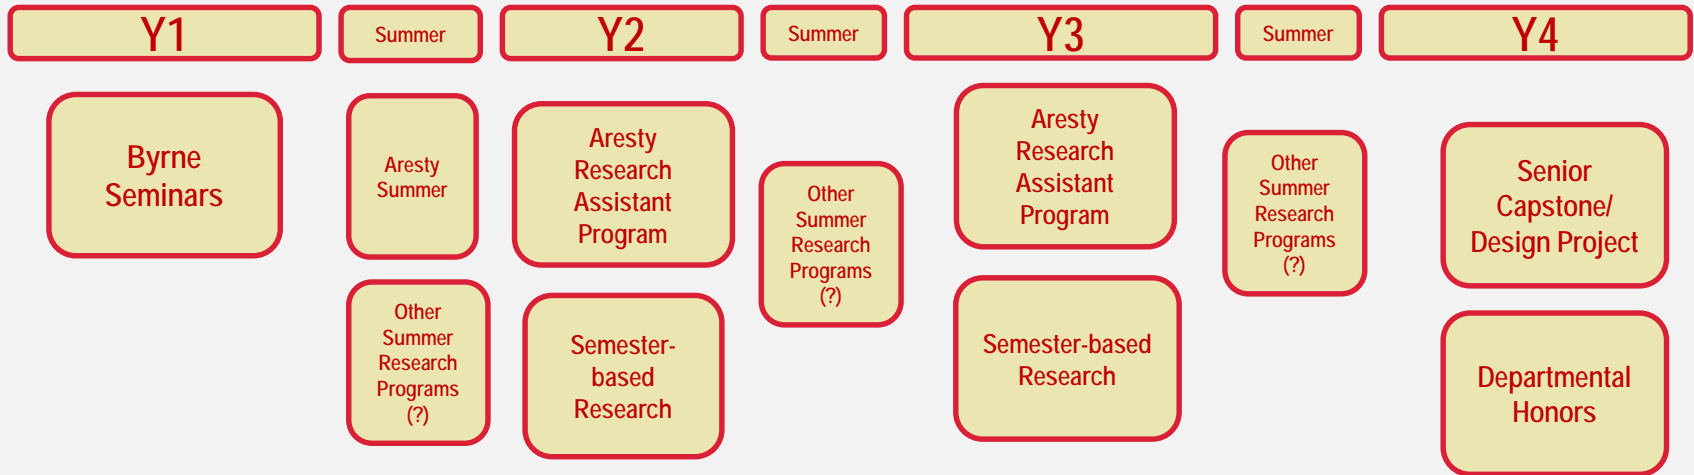 Y1
Summer
Y2
Summer
Y3
Summer
Y4
Byrne
Seminars
Aresty
Summer
Other
Summer
Research
Programs
(?)
Aresty
Research
Assistant
Program
Semester-
based
Research
Other
Summer
Research
Programs
(?)
Aresty
Research
Assistant
Program
Semester-based
Research
Other
Summer
Research
Programs
(?)
Senior
Capstone/
Design Project
Departmental
Honors